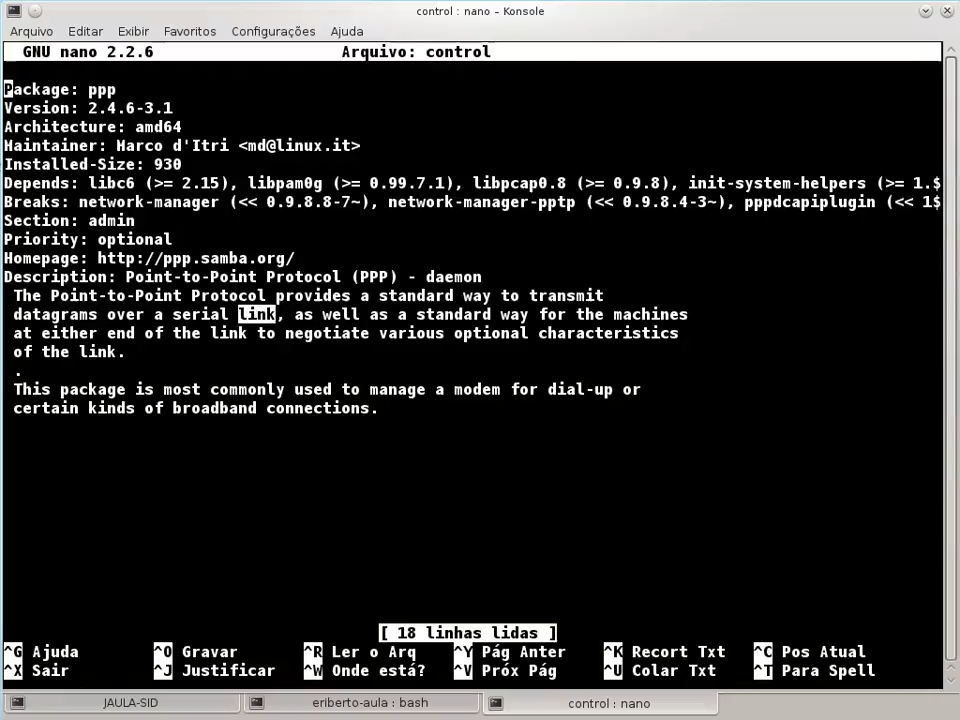 control : nano – Konsole
Arquivo Editar Exibir Favoritos Configurações Ajuda
GNU nano 2.2.6 Arquivo: control
Package: ppp
Version: 2.4.6-3.1
Architecture: amd64
Maintainer: Marco d'Itri <md@linux.it>
Installed-Size: 930
Depends: libc6 (>= 2.15), libpam0g (>= 0.99.7.1), libpcap0.8 (>= 0.9.8), init-system-helpers (>= 1.$
Breaks: network-manager (<< 0.9.8.8-7~), network-manager-pptp (<< 0.9.8.4-3~), pppdcapiplugin (<< 1$
Section: admin
Priority: optional
Homepage: http://ppp.samba.org/
Description: Point-to-Point Protocol (PPP) - daemon
The Point-to-Point Protocol provides a standard way to transmit
datagrams over a serial link, as well as a standard way for the machines
at either end of the link to negotiate various optional characteristics
of the link.
.
This package is most commonly used to manage a modem for dial-up or
certain kinds of broadband connections.
[ 18 linhas lidas ]
^G Ajuda ^O Gravar ^R Ler o Arq ^Y Pág Anter ^K Recort Txt ^C Pos Atual
^X Sair ^J Justificar ^W Onde está? ^V Próx Pág ^U Colar Txt ^T Para Spell
JAULA-SID eriberto-aula : bash control : nano